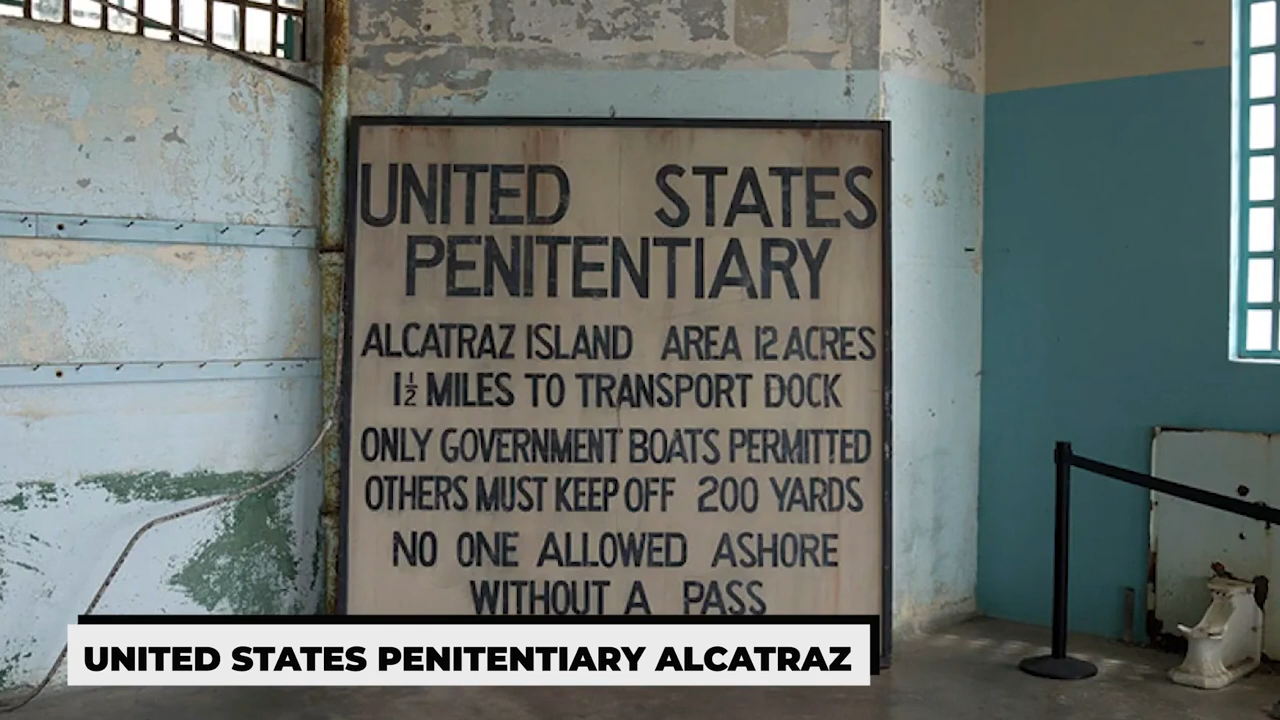 UNITED STATES
PENITENTIARY
ALCATRAZ ISLAND AREA 12 ACRES
1½ MILES TO TRANSPORT DOCK
ONLY GOVERNMENT BOATS PERMITTED
OTHERS MUST KEEP OFF 200 YARDS
NO ONE ALLOWED ASHORE
WITHOUT A PASS
UNITED STATES PENITENTIARY ALCATRAZ